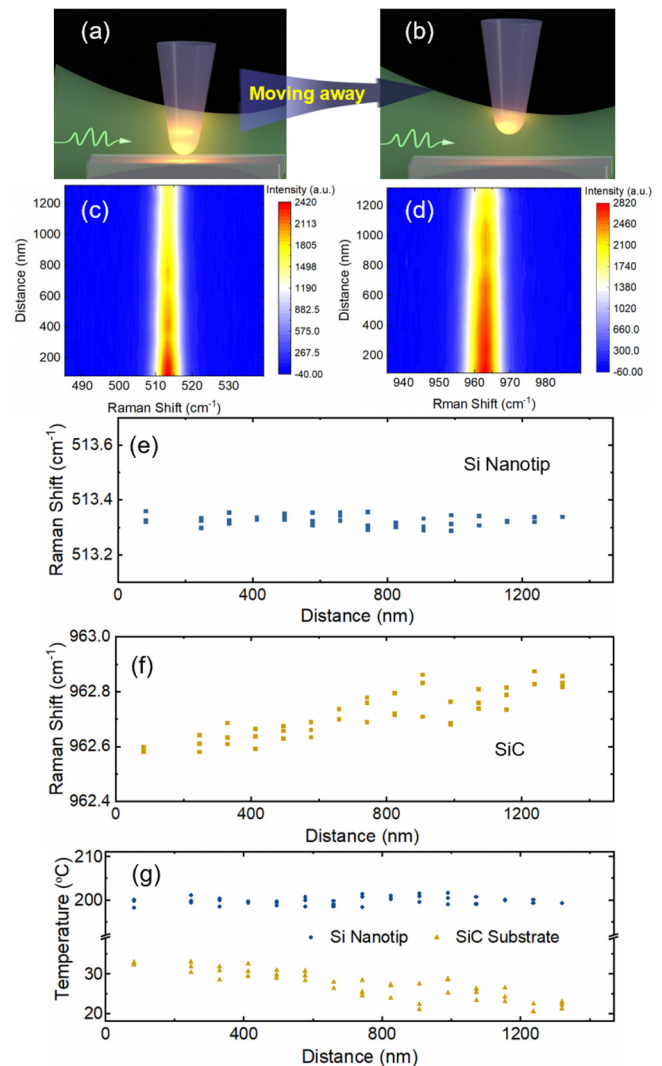 (a)
(b)
Moving away
(c)
Intensity (a.u.)
2420
2113
1805
1498
1190
882.5
575.0
267.5
-40.00
Distance (nm)
1200
1000
800
600
400
200
490 500 510 520 530
Raman Shift (cm-1)
(d)
Intensity (a.u.)
2820
2460
2100
1740
1380
1020
660.0
300.0
-60.00
Distance (nm)
1200
1000
800
600
400
200
940 950 960 970 980
Rman Shift (cm-1)
(e)
Si Nanotip
Raman Shift (cm-1)
513.6
513.4
513.2
0 400 800 1200
Distance (nm)
(f)
SiC
Raman Shift (cm-1)
963.0
962.8
962.6
962.4
0 400 800 1200
Distance (nm)
(g)
Temperature (ºC)
210
200
30
20
Si Nanotip SiC Substrate
0 400 800 1200
Distance (nm)